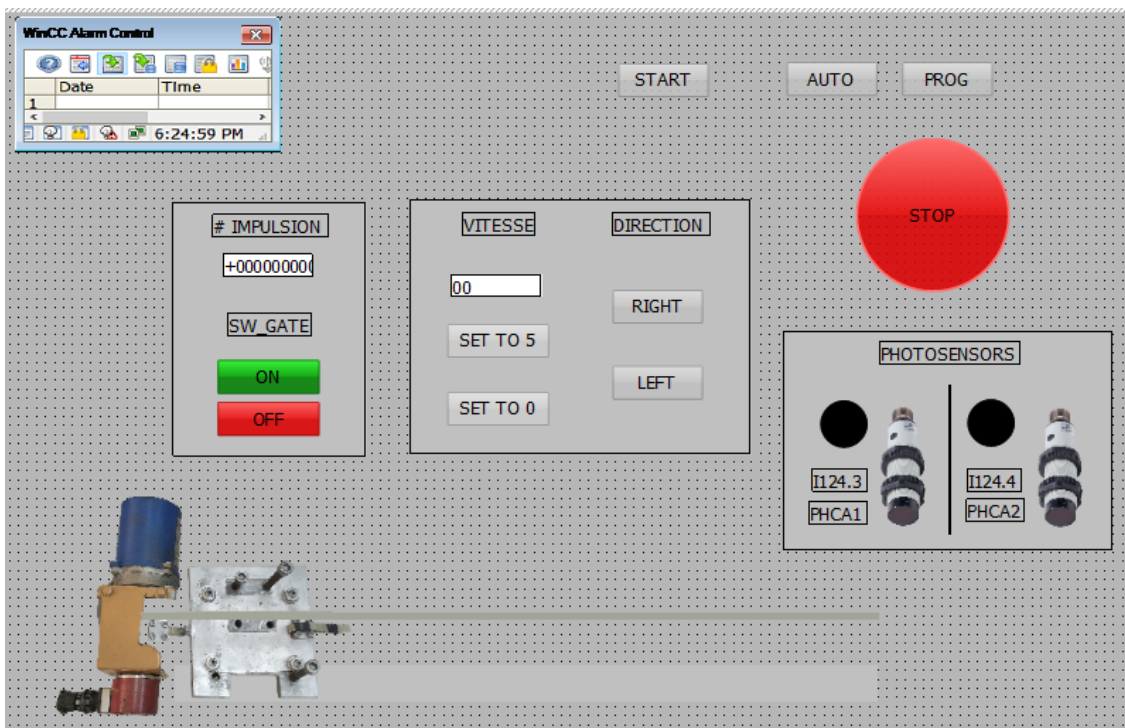 WinCC Alarm Control
Date Time
1
6:24:59 PM
START
AUTO
PROG
STOP
# IMPULSION
+000000000
SW_GATE
ON
OFF
VITESSE
DIRECTION
00
RIGHT
SET TO 5
LEFT
SET TO 0
PHOTOSENSORS
I124.3
PHCA1
I124.4
PHCA2